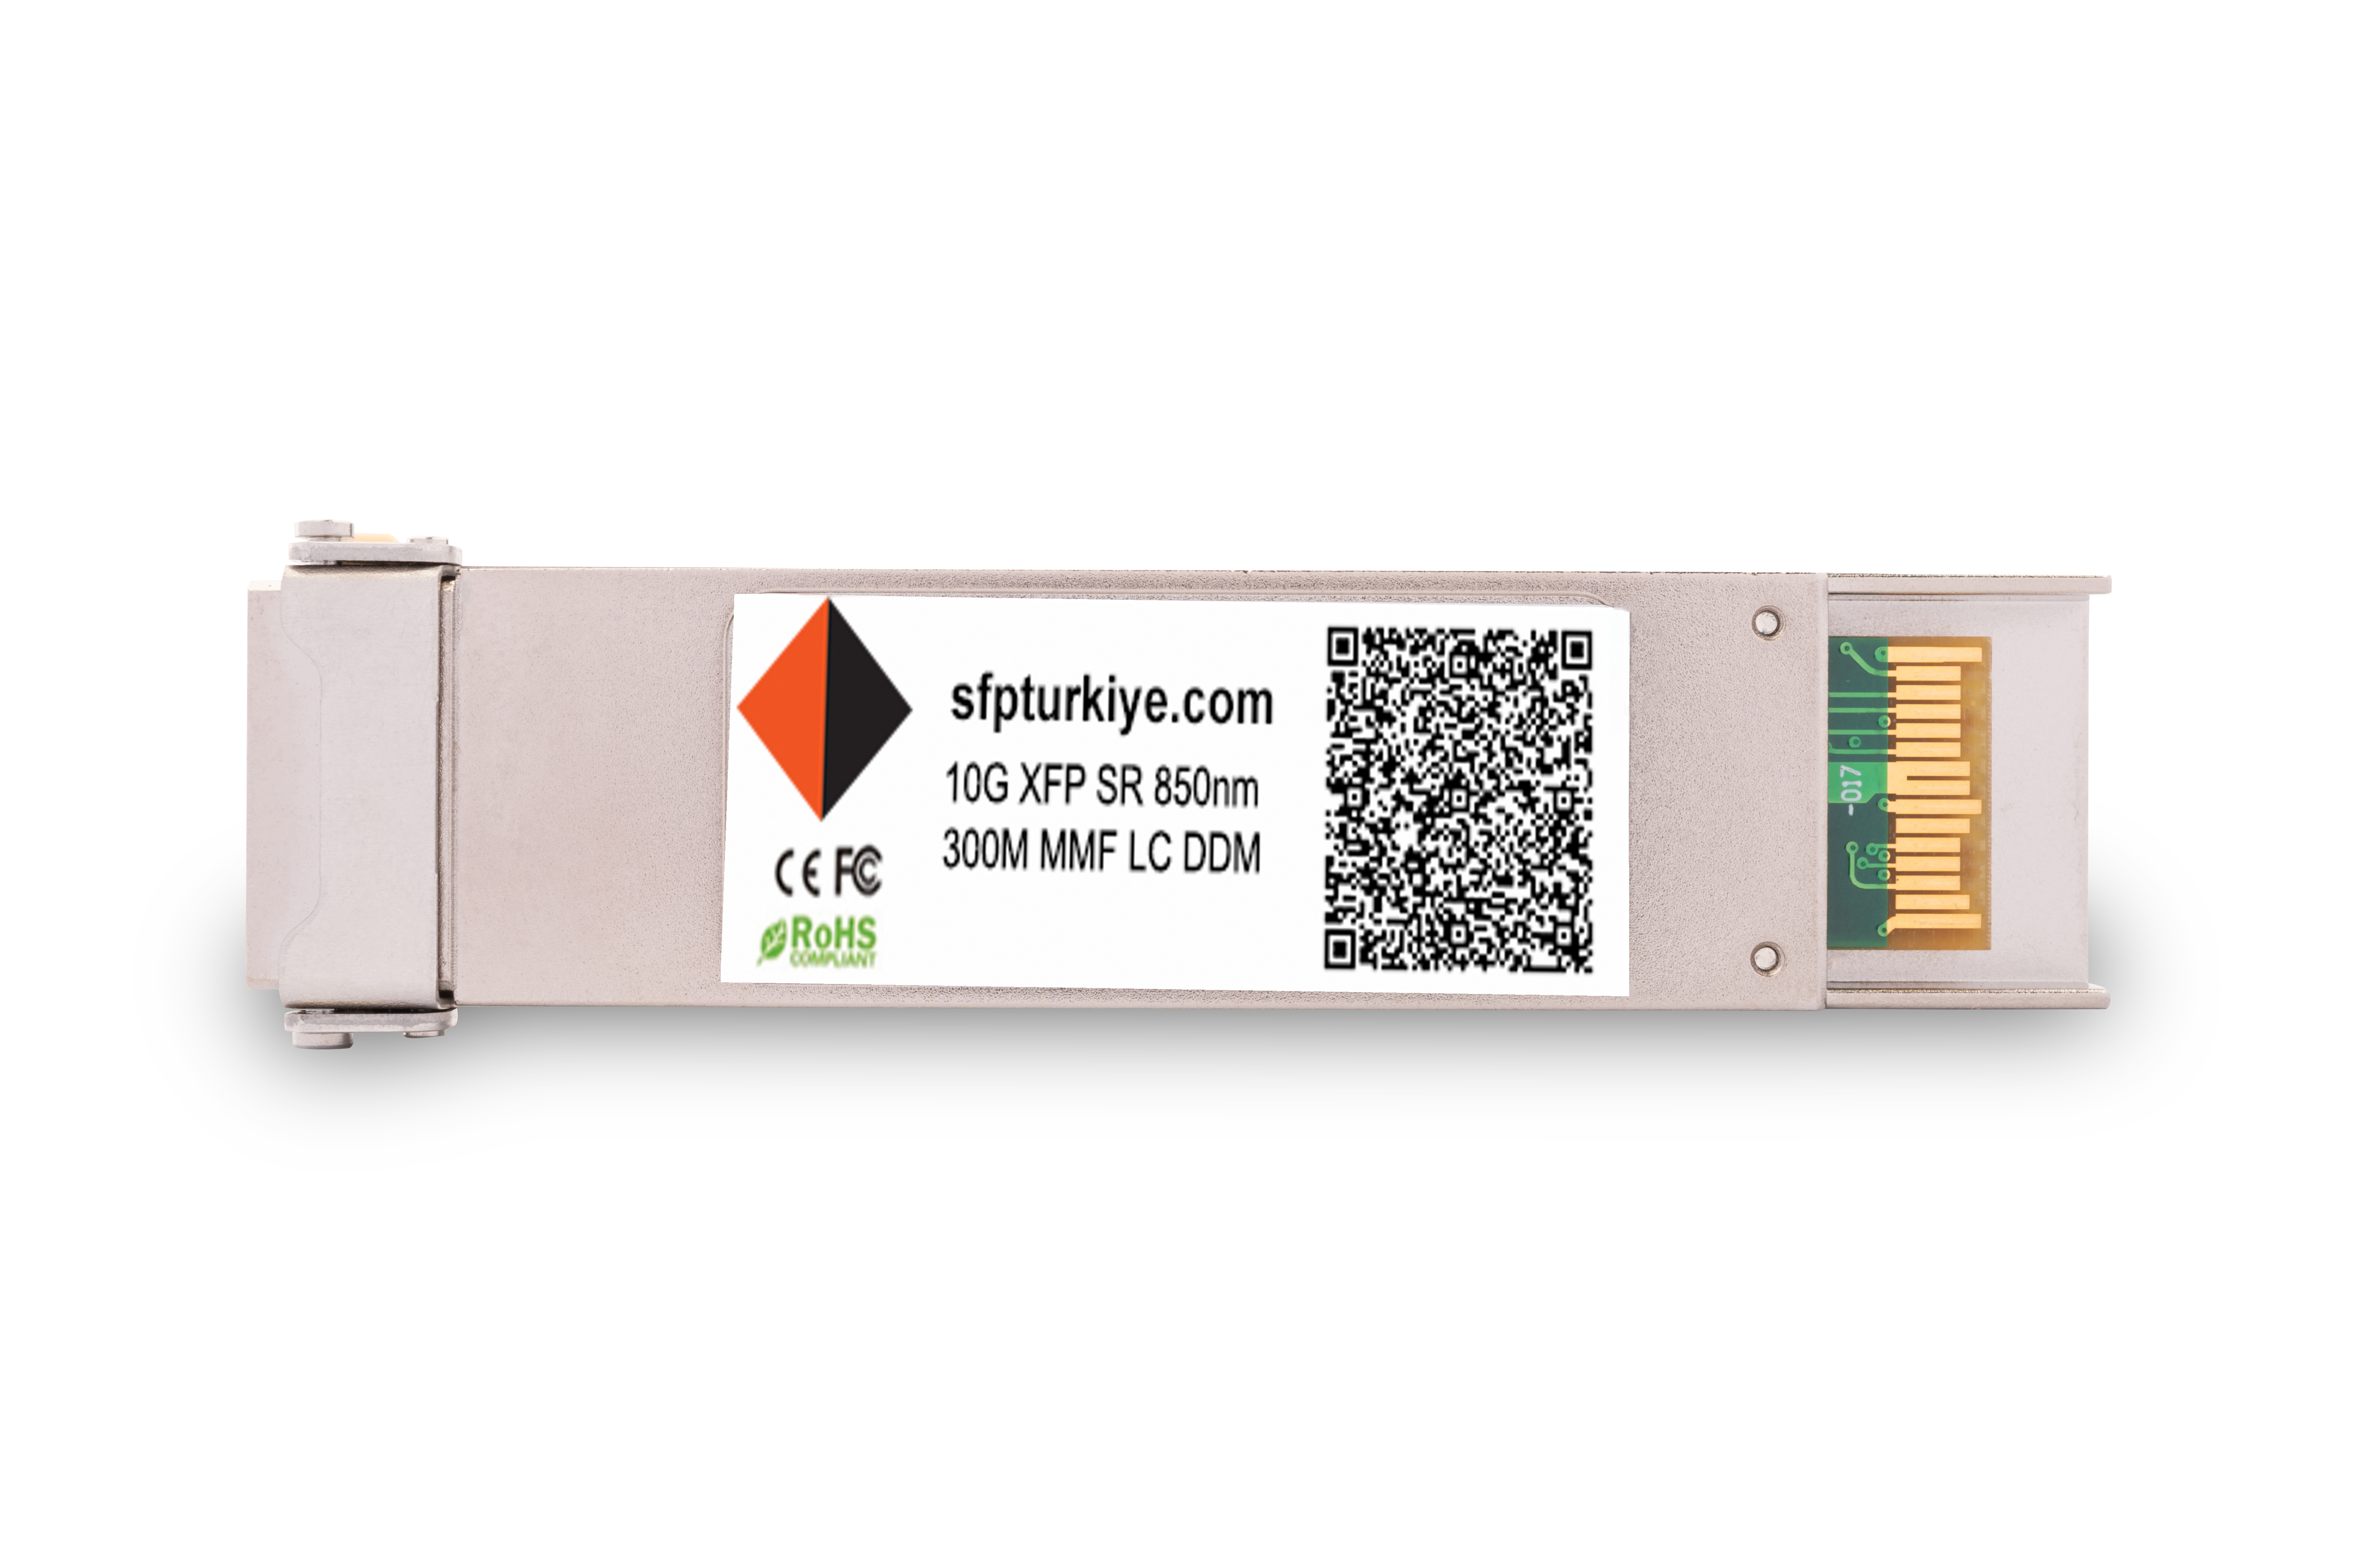 sfpturkiye.com
10G XFP SR 850nm
300M MMF LC DDM
CE FC
RoHS
COMPLIANT
-017